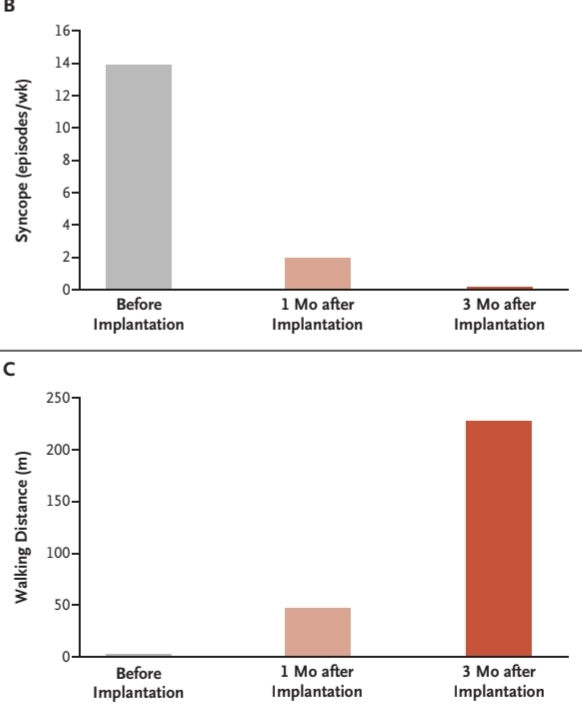 B
16
14
12
10
8
6
4
2
0
Syncope (episodes/wk)
Before
Implantation
1 Mo after
Implantation
3 Mo after
Implantation
C
250
200
150
100
50
0
Walking Distance (m)
Before
Implantation
1 Mo after
Implantation
3 Mo after
Implantation